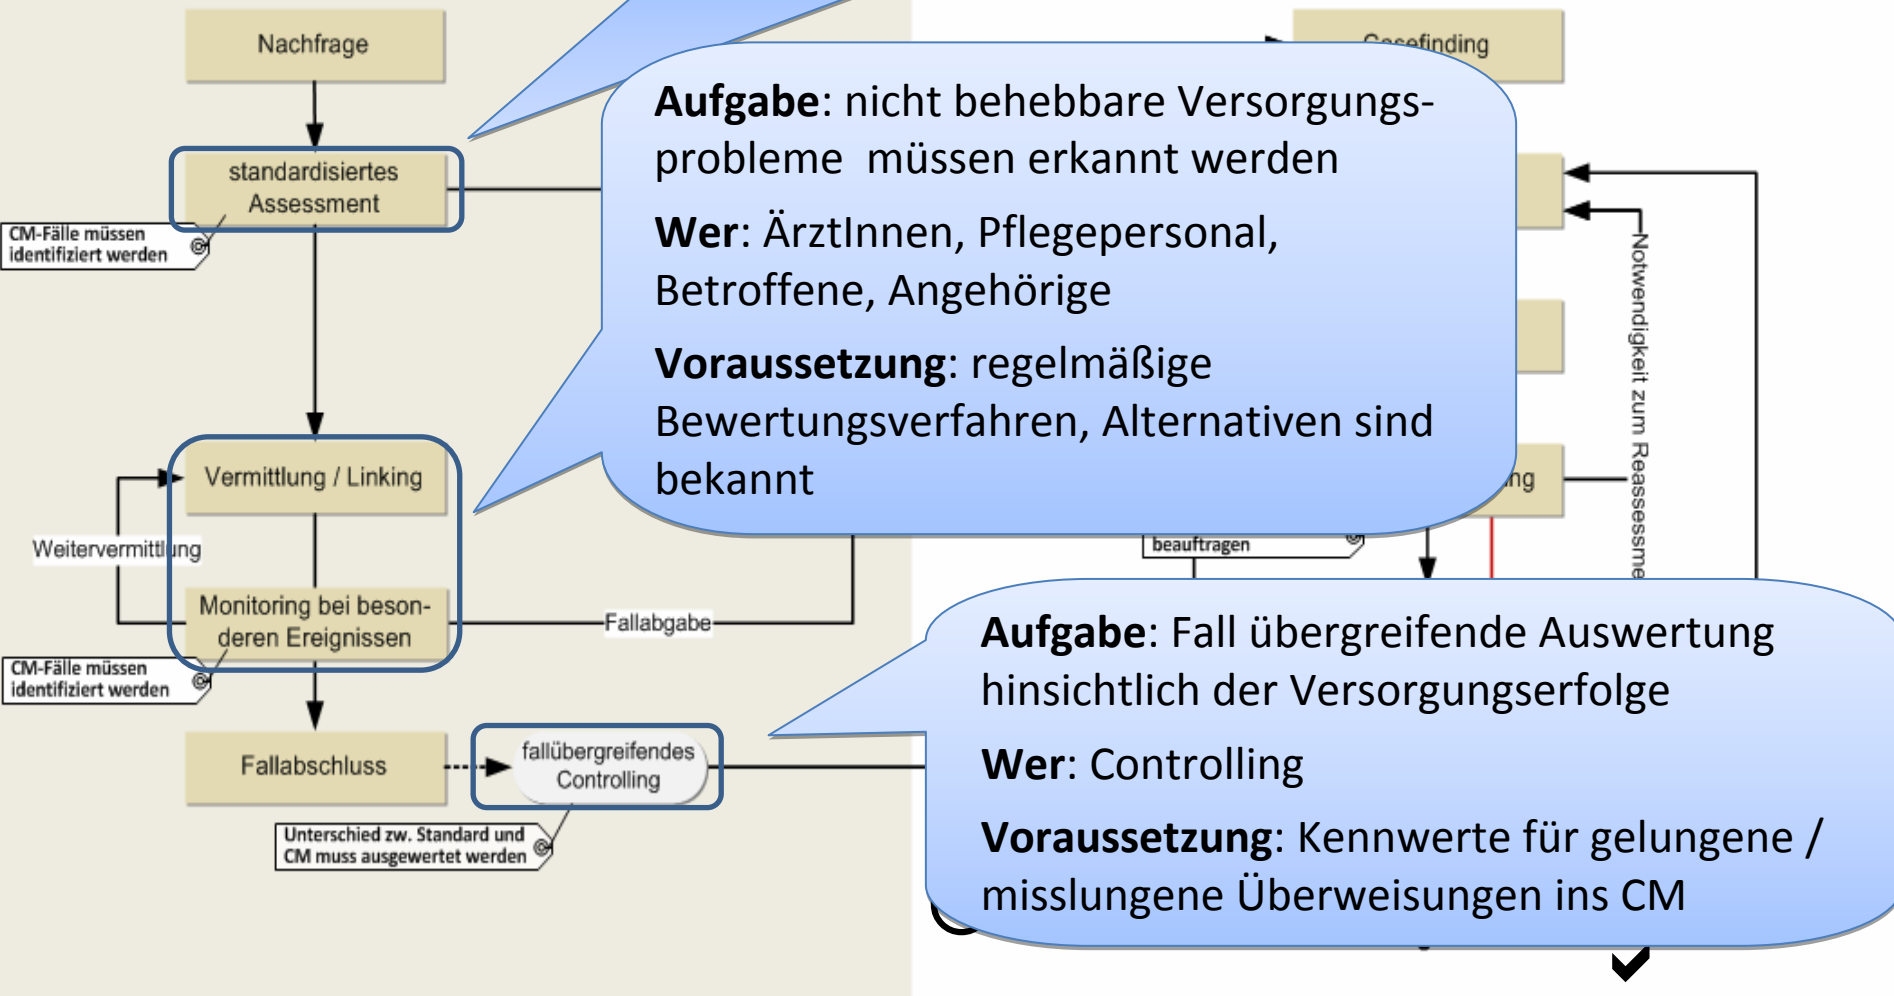 Nachfrage
standardisiertes
Assessment
CM-Fälle müssen
identifiziert werden
Vermittlung / Linking
Weitervermittlung
Monitoring bei beson-
deren Ereignissen
CM-Fälle müssen
identifiziert werden
Fallabgabe
Fallabschluss
fallübergreifendes
Controlling
Unterschied zw. Standard und
CM muss ausgewertet werden
Aufgabe: nicht behebbare Versorgungs-
probleme müssen erkannt werden
Wer: ÄrztInnen, Pflegepersonal,
Betroffene, Angehörige
Voraussetzung: regelmäßige
Bewertungsverfahren, Alternativen sind
bekannt
Casefinding
Notwendigkeit zum Reassessme
ng
beauftragen
Aufgabe: Fall übergreifende Auswertung
hinsichtlich der Versorgungserfolge
Wer: Controlling
Voraussetzung: Kennwerte für gelungene /
misslungene Überweisungen ins CM